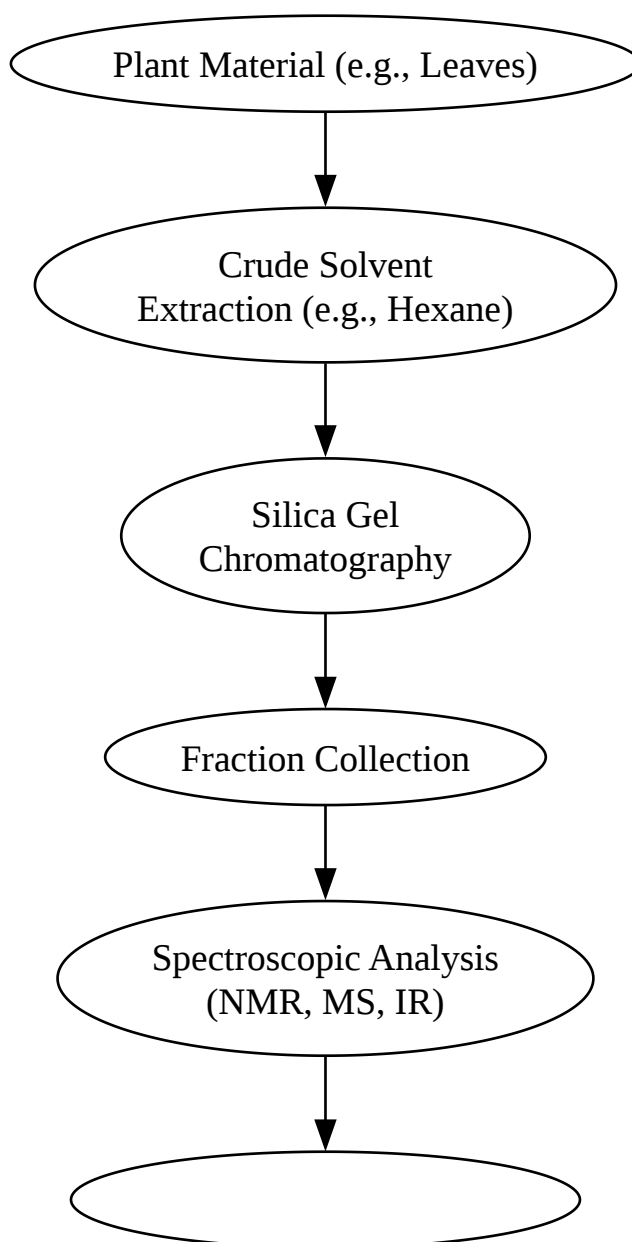 Plant Material (e.g., Leaves)
Crude Solvent
Extraction (e.g., Hexane)
Silica Gel
Chromatography
Fraction Collection
Spectroscopic Analysis
(NMR, MS, IR)